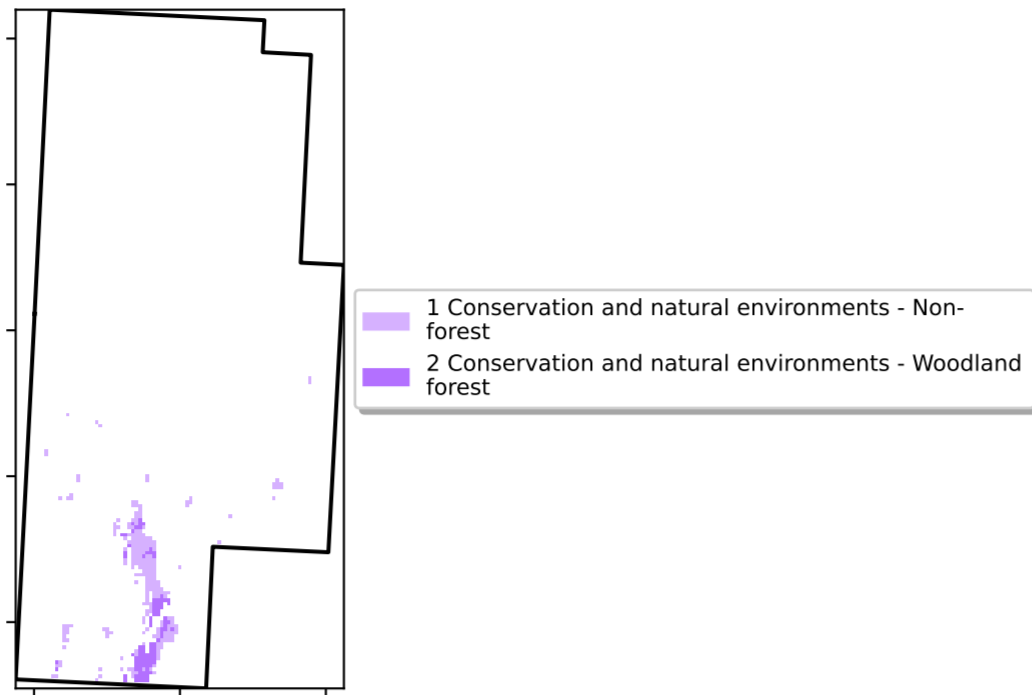 1 Conservation and natural environments - Non-
forest
2 Conservation and natural environments - Woodland
forest